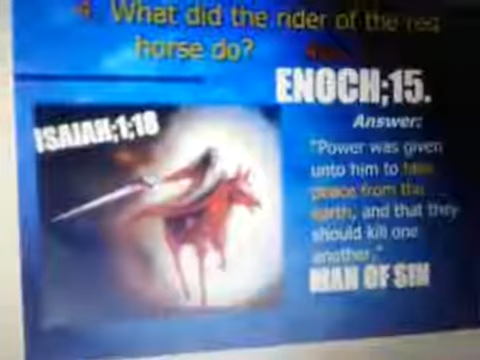 4. What did the rider of the red
horse do?
ENOCH;15.
ISAIAH;1;18
Answer:
"Power was given
unto him to take
peace from the
earth, and that they
should kill one
another."
MAN OF SIN